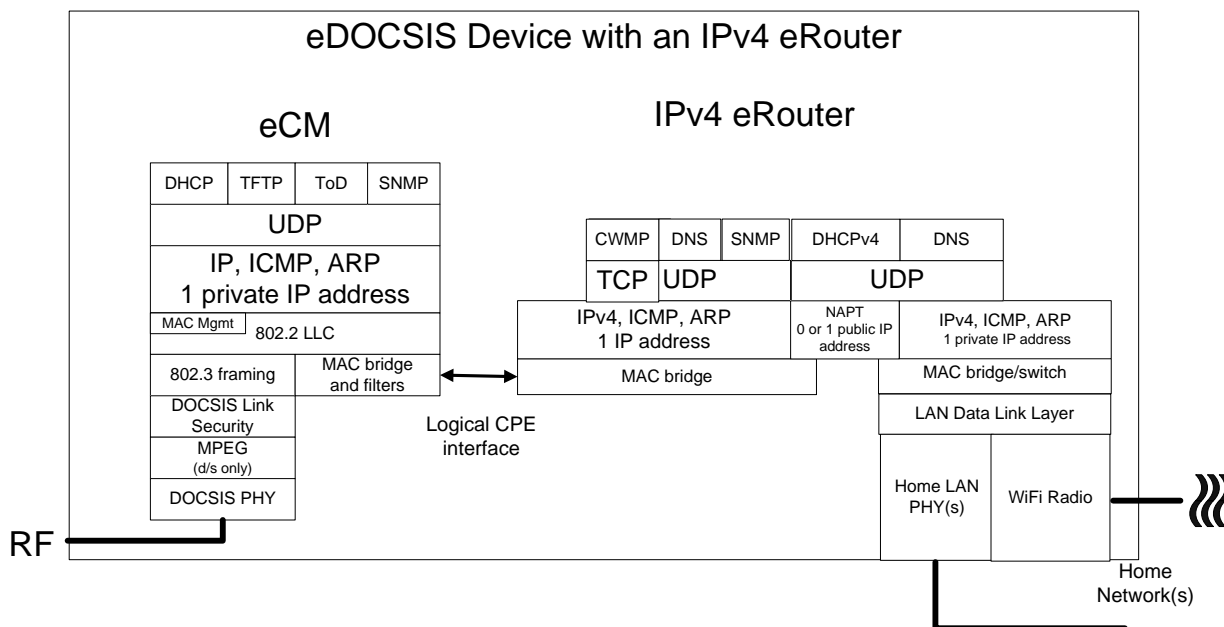 eDOCSIS Device with an IPv4 eRouter
eCM
IPv4 eRouter
DHCP
TFTP
ToD
SNMP
UDP
IP, ICMP, ARP
1 private IP address
MAC Mgmt
802.2 LLC
802.3 framing
MAC bridge
and filters
DOCSIS Link
Security
MPEG
(d/s only)
DOCSIS PHY
RF
Logical CPE
interface
CWMP
DNS
SNMP
DHCPv4
DNS
TCP
UDP
UDP
IPv4, ICMP, ARP
1 IP address
NAPT
0 or 1 public IP
address
IPv4, ICMP, ARP
1 private IP address
MAC bridge
MAC bridge/switch
LAN Data Link Layer
Home LAN
PHY(s)
WiFi Radio
Home
Network(s)